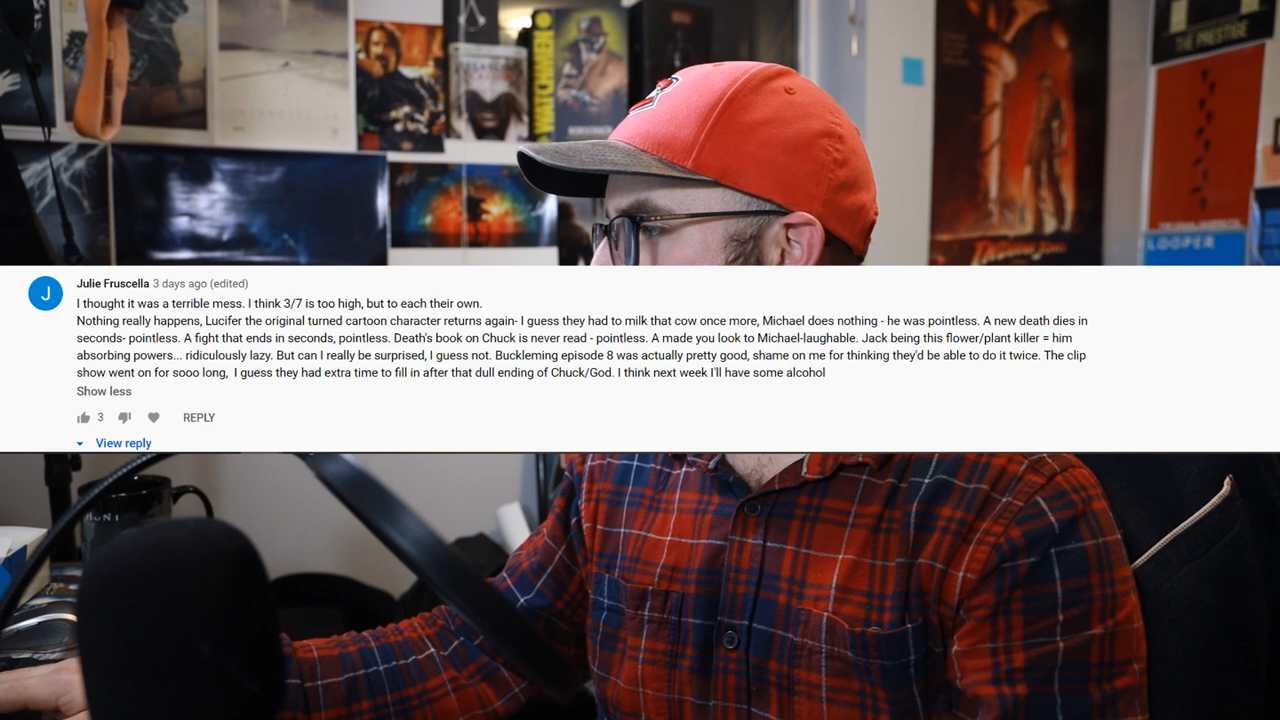 THE PRESTIGE
LOOPER
Julie Fruscella 3 days ago (edited)
I thought it was a terrible mess. I think 3/7 is too high, but to each their own.
Nothing really happens, Lucifer the original turned cartoon character returns again- I guess they had to milk that cow once more, Michael does nothing - he was pointless. A new death dies in
seconds- pointless. A fight that ends in seconds, pointless. Death's book on Chuck is never read - pointless. A made you look to Michael-laughable. Jack being this flower/plant killer = him
absorbing powers... ridiculously lazy. But can I really be surprised, I guess not. Buckleming episode 8 was actually pretty good, shame on me for thinking they'd be able to do it twice. The clip
show went on for sooo long, I guess they had extra time to fill in after that dull ending of Chuck/God. I think next week I'll have some alcohol
Show less
3 REPLY
View reply